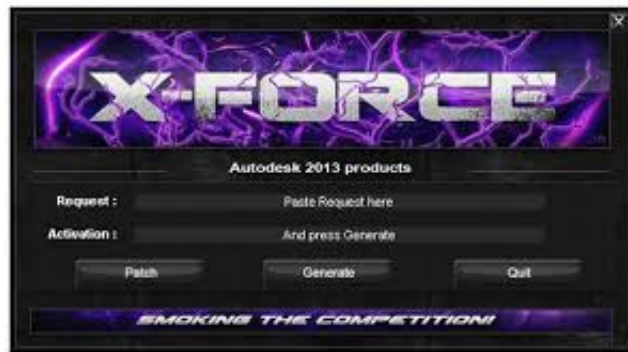 X-FORCE
Autodesk 2013 products
Request : Paste Request here
Activation : And press Generate
Patch Generate Quit
SMOKING THE COMPETITION!